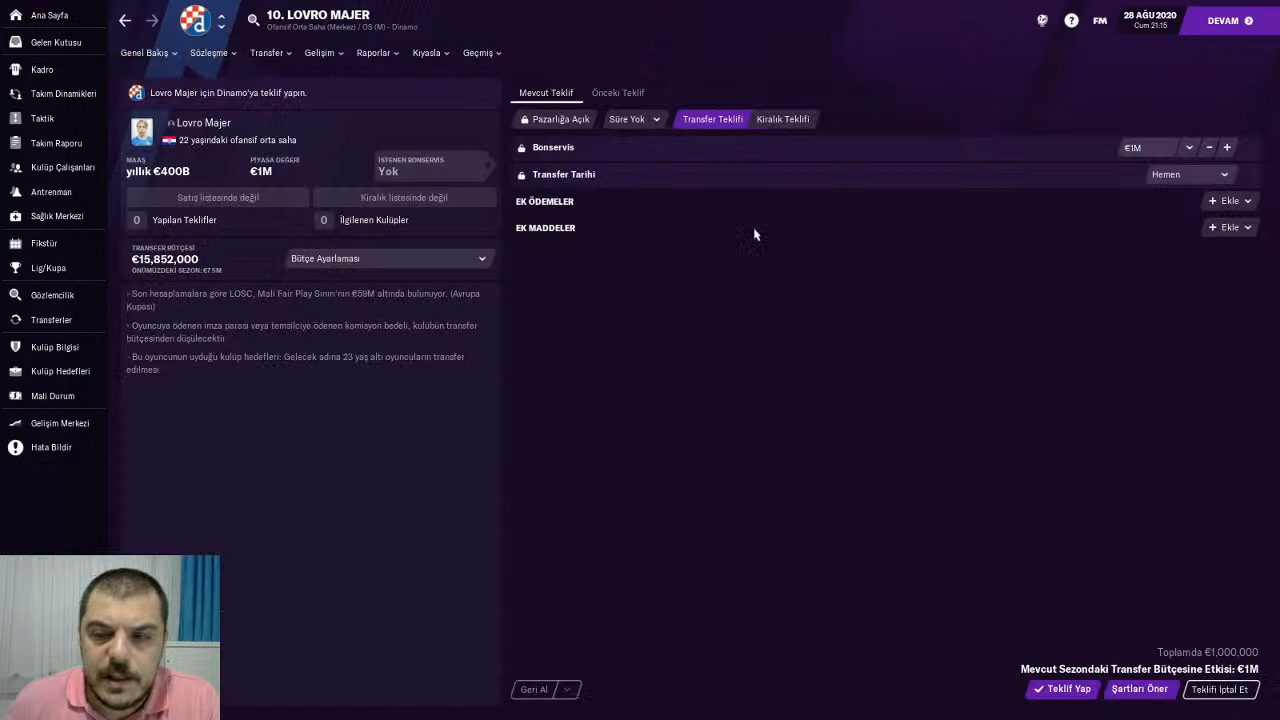 Ana Sayfa
Gelen Kutusu
Kadro
Takım Dinamikleri
Taktik
Takım Raporu
Kulüp Çalışanları
Antrenman
Sağlık Merkezi
Fikstür
Lig/Kupa
Gözlemcilik
Transferler
Kulüp Bilgisi
Kulüp Hedefleri
Mali Durum
Gelişim Merkezi
Hata Bildir
10. LOVRO MAJER
Ofansif Orta Saha (Merkez) / GS (M) - Dinamo
FM
28 AĞU 2020
Cum 21:15
DEVAM
Genel Bakış
Sözleşme
Transfer
Gelişim
Raporlar
Kıyasla
Geçmiş
Lovro Majer için Dinamo'ya teklif yapın.
Lovro Majer
22 yaşındaki ofansif orta saha
MAAŞ
yıllık €400B
PİYASA DEĞERİ
€1M
İSTENEN BONSERVİS
Yok
Satış listesinde değil
Kiralık listesinde değil
0 Yapılan Teklifler
0 İlgilenen Kulüpler
TRANSFER BÜTÇESİ
€15,852,000
ÖNÜMÜZDEKİ SEZON: €7.5M
Bütçe Ayarlaması
- Son hesaplamalara göre LOSC, Mali Fair Play Sınırı'nın €59M altında bulunuyor. (Avrupa
Kupası)
- Oyuncuya ödenen imza parası veya temsilciye ödenen komisyon bedeli, kulübün transfer
bütçesinden düşülecektir
- Bu oyuncunun uyduğu kulüp hedefleri: Gelecek adına 23 yaş altı oyuncuların transfer
edilmesi
Mevcut Teklif
Önceki Teklif
Pazarlığa Açık
Süre Yok
Transfer Teklifi
Kiralık Teklifi
Bonservis
€1M
Transfer Tarihi
Hemen
EK ÖDEMELER
+ Ekle
EK MADDELER
+ Ekle
Toplamda €1,000,000
Mevcut Sezondaki Transfer Bütçesine Etkisi: €1M
Geri Al
Teklif Yap
Şartları Öner
Teklifi İptal Et